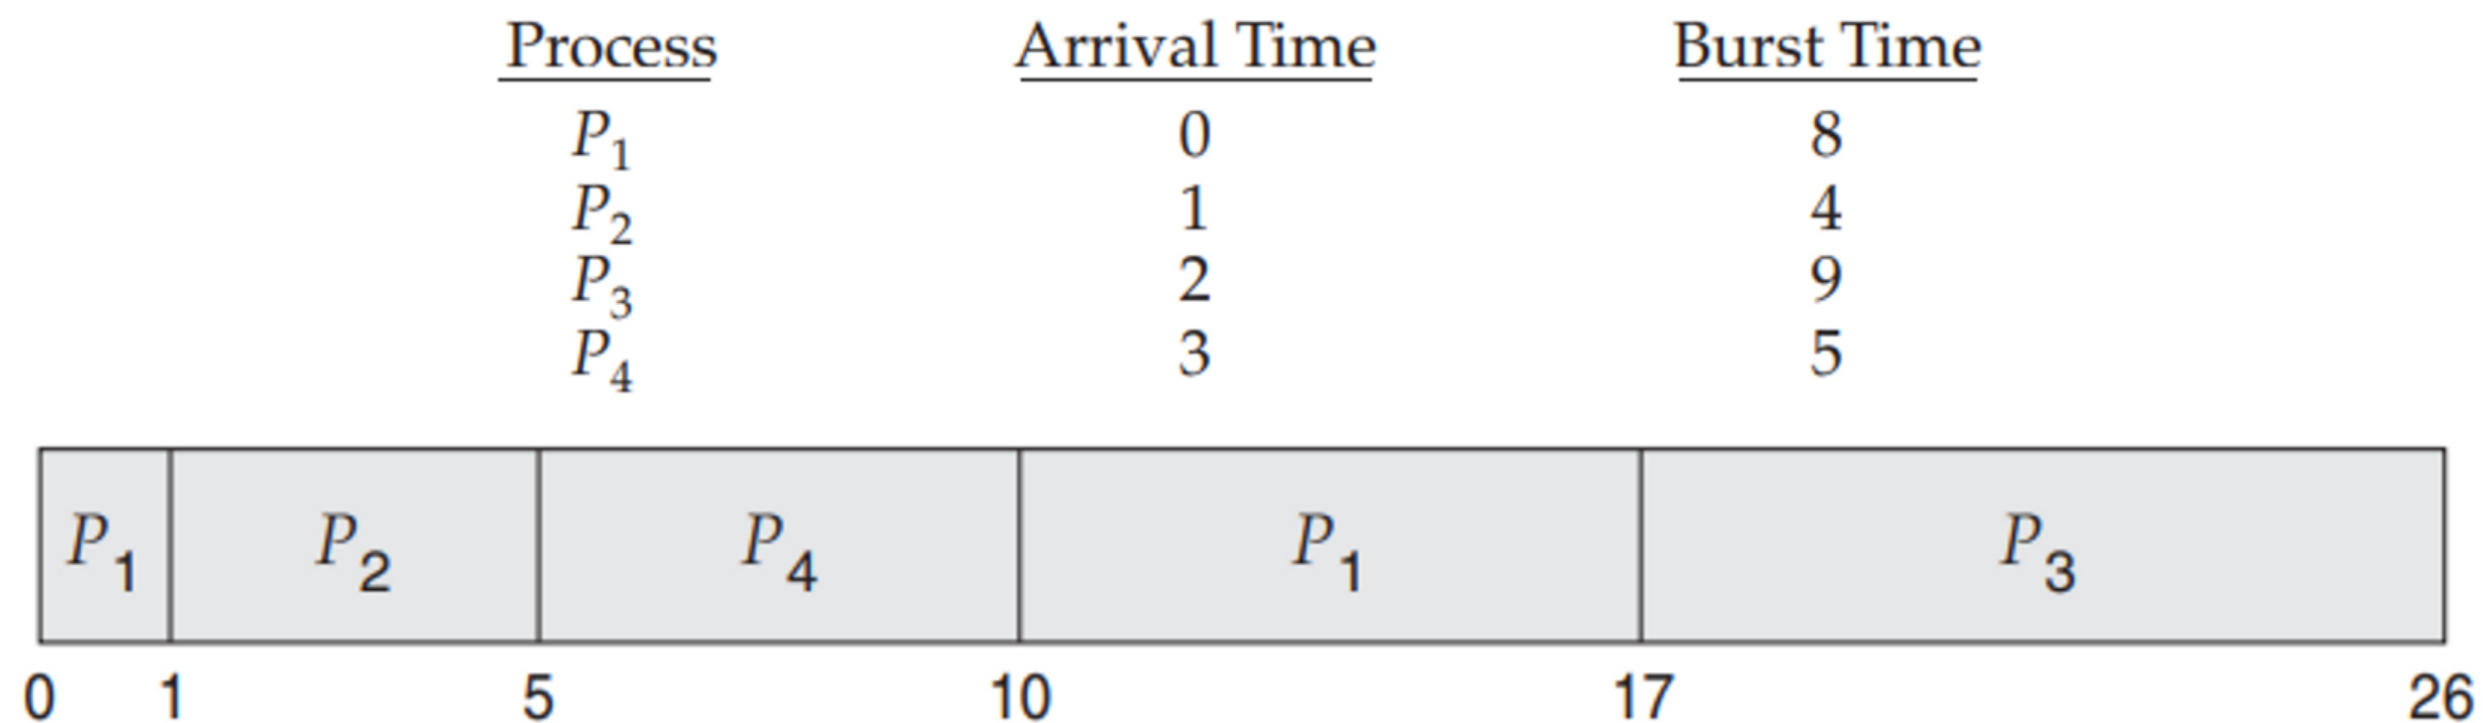 Process Arrival Time Burst Time
P1 0 8
P2 1 4
P3 2 9
P4 3 5
P1 P2 P4 P1 P3
0 1 5 10 17 26